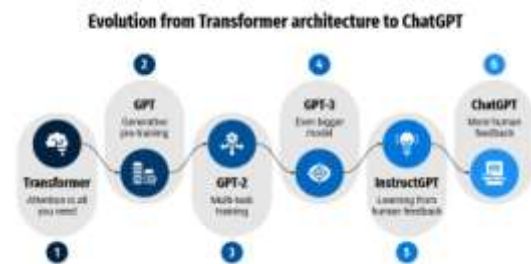 Evolution from Transformer architecture to ChatGPT
1
Transformer
Attention is all
you need
2
GPT
Generative
pre-training
3
GPT-2
Multi-task
training
4
GPT-3
Even bigger
model
5
InstructGPT
Learning from
human feedback
6
ChatGPT
More human
feedback